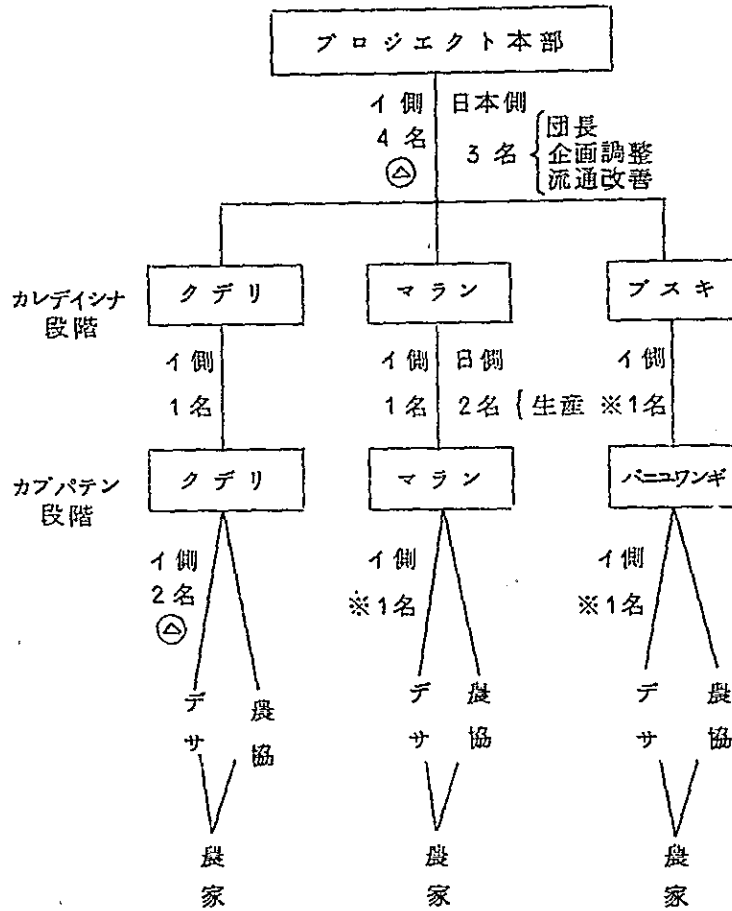 プロジエクト本部
イ側 日本側
4名 3名 { 団長
企画調整
流通改善
△
カレデイシナ
段階
クデリ マラン ブスキ
イ側 イ側 日側 イ側
1名 1名 2名 { 生産 ※1名
カブパテン
段階
クデリ マラン バニユワンギ
イ側 イ側 イ側
2名 ※1名 ※1名
△
デサ 農協 デサ 農協 デサ 農協
農家 農家 農家